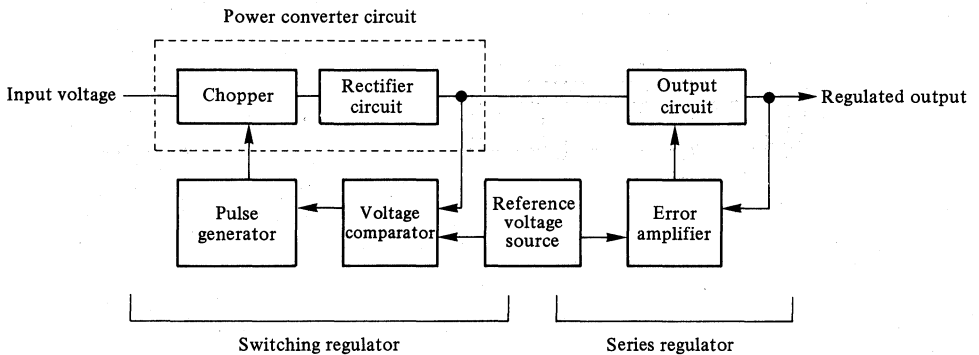 Power converter circuit
Input voltage
Chopper
Rectifier
circuit
Output
circuit
Regulated output
Pulse
generator
Voltage
comparator
Reference
voltage
source
Error
amplifier
Switching regulator
Series regulator